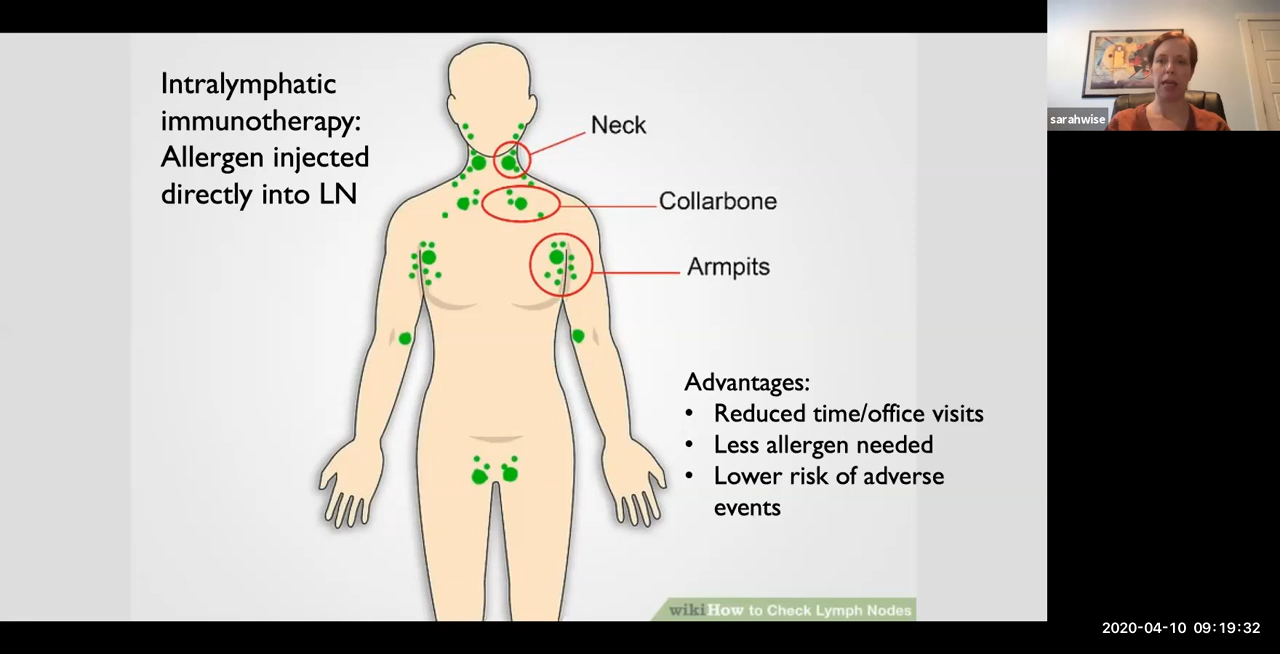 Intralymphatic
immunotherapy:
Allergen injected
directly into LN
Neck
Collarbone
Armpits
Advantages:
• Reduced time/office visits
• Less allergen needed
• Lower risk of adverse
events
wikiHow to Check Lymph Nodes
sarahwise
2020-04-10 09:19:32